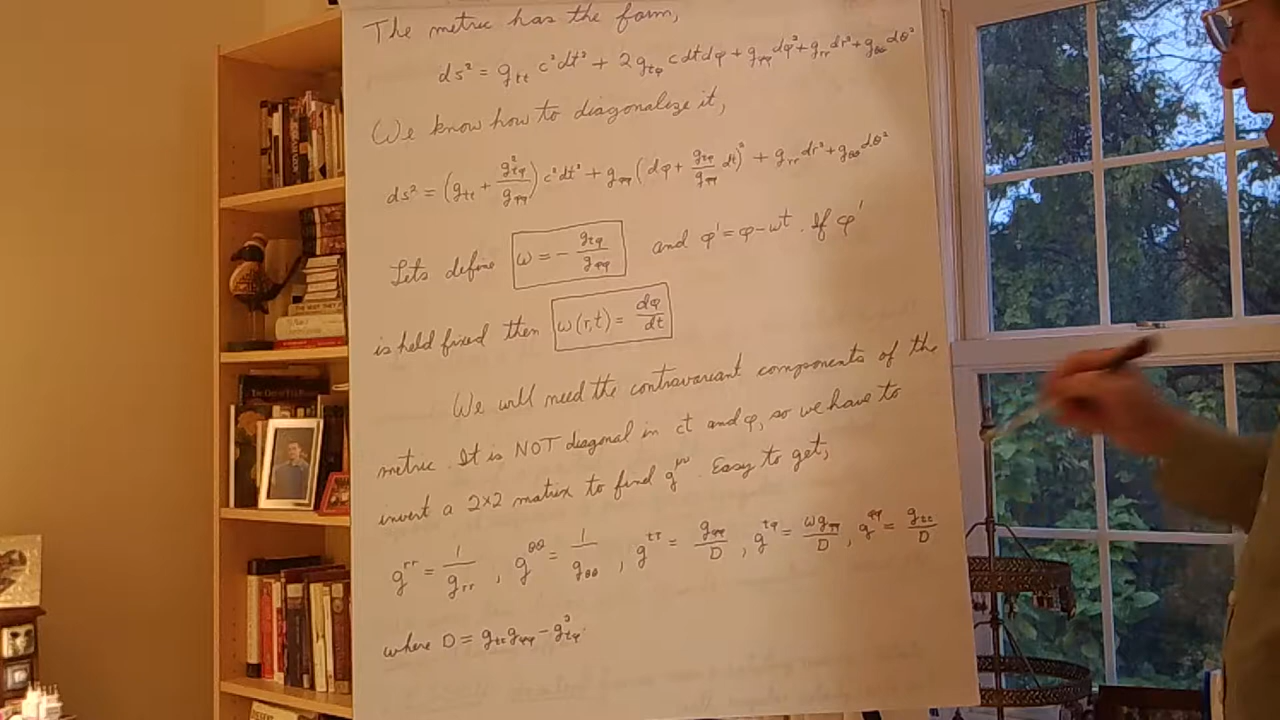 The metric has the form,
ds² = g_tt c²dt² + 2g_tφ cdtdφ + g_φφ dφ² + g_rr dr² + g_θθ dθ²
We know how to diagonalize it,
ds² = (g_tt + g²_tφ/g_φφ) c²dt² + g_φφ (dφ + g_tφ/g_φφ dt)² + g_rr dr² + g_θθ dθ²
Lets define ω = - g_tφ/g_φφ and φ' = φ - ωt. If φ'
is held fixed then ω(r,t) = dφ/dt
We will need the contravariant components of the
metric. It is NOT diagonal in ct and φ, so we have to
invert a 2×2 matrix to find g^μν. Easy to get,
g^rr = 1/g_rr , g^θθ = 1/g_θθ , g^tt = g_φφ/D , g^tφ = ωg_φφ/D , g^φφ = g_tt/D
where D = g_tt g_φφ - g²_tφ.